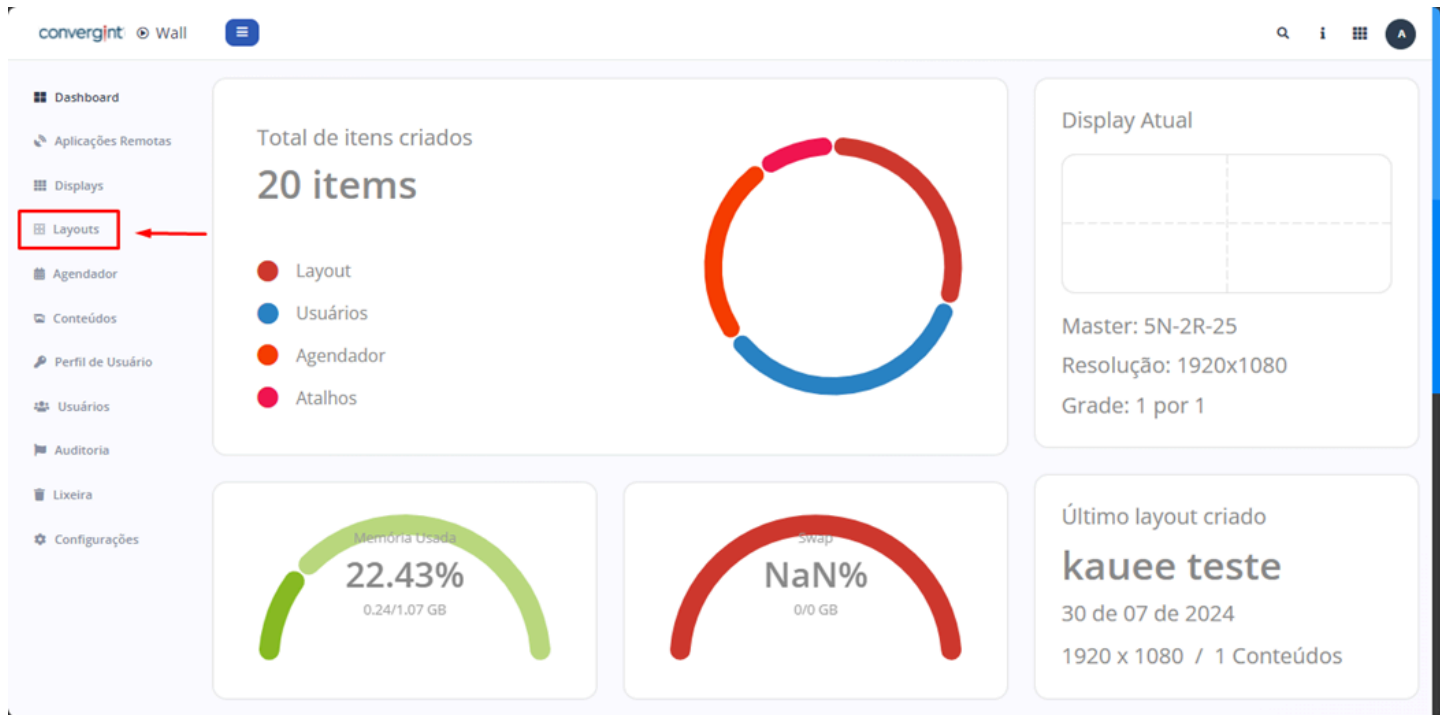 convergint Wall
A
Dashboard
Aplicações Remotas
Displays
Layouts
Agendador
Conteúdos
Perfil de Usuário
Usuários
Auditoria
Lixeira
Configurações
Total de itens criados
20 items
Layout
Usuários
Agendador
Atalhos
Display Atual
Master: 5N-2R-25
Resolução: 1920x1080
Grade: 1 por 1
Memória Usada
22.43%
0.24/1.07 GB
Swap
NaN%
0/0 GB
Último layout criado
kauee teste
30 de 07 de 2024
1920 x 1080 / 1 Conteúdos